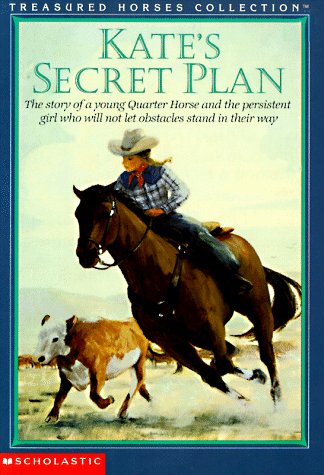 TREASURED HORSES COLLECTION™
KATE'S
SECRET PLAN
The story of a young Quarter Horse and the persistent
girl who will not let obstacles stand in their way
SCHOLASTIC